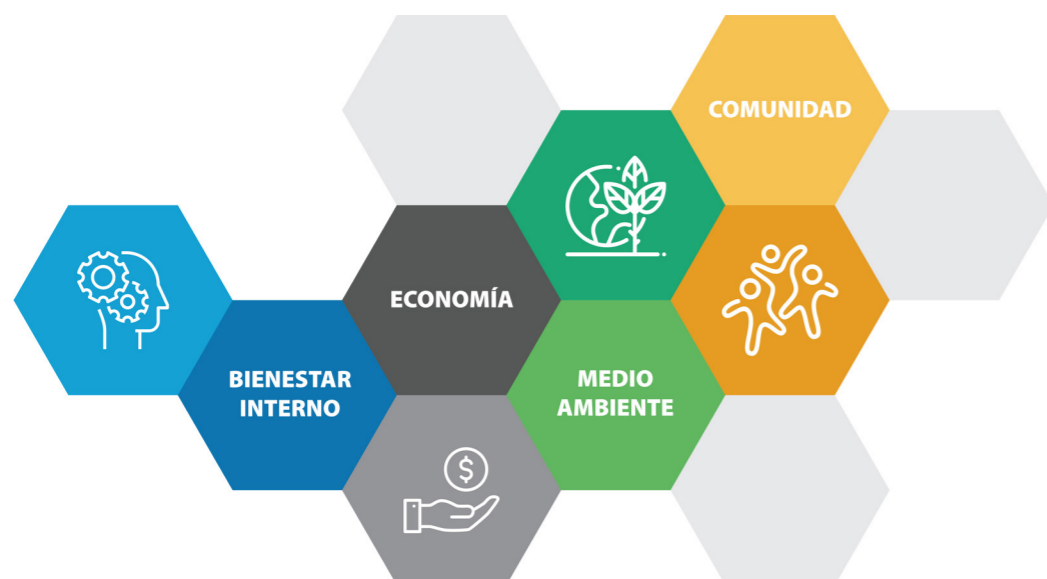 COMUNIDAD
ECONOMÍA
BIENESTAR
INTERNO
MEDIO
AMBIENTE
$